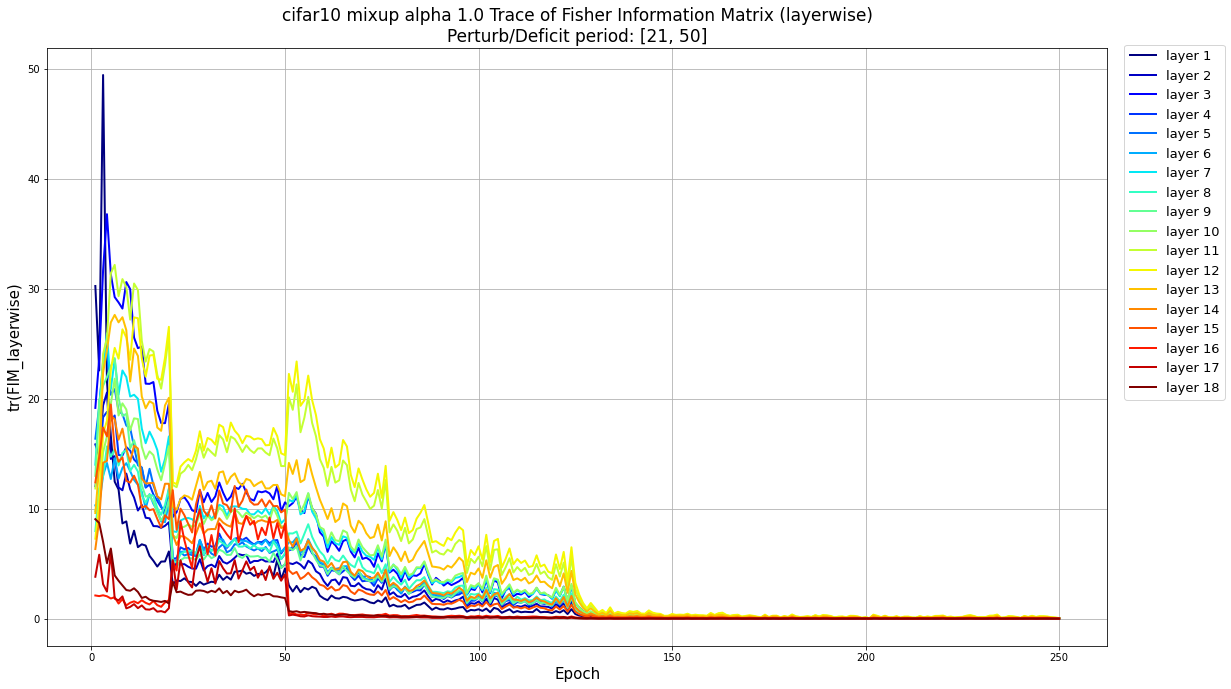 cifar10 mixup alpha 1.0 Trace of Fisher Information Matrix (layerwise)
Perturb/Deficit period: [21, 50]
tr(FIM_layerwise)
50
40
30
20
10
0
0
50
100
150
200
250
Epoch
layer 1
layer 2
layer 3
layer 4
layer 5
layer 6
layer 7
layer 8
layer 9
layer 10
layer 11
layer 12
layer 13
layer 14
layer 15
layer 16
layer 17
layer 18